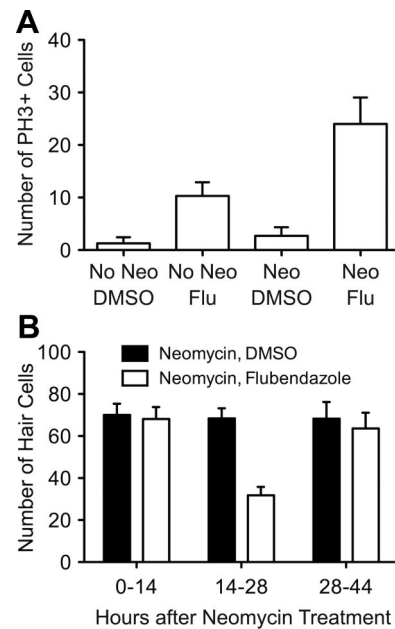 A
Number of PH3+ Cells
40
30
20
10
0
No Neo DMSO
No Neo Flu
Neo DMSO
Neo Flu
B
Neomycin, DMSO
Neomycin, Flubendazole
Number of Hair Cells
100
80
60
40
20
0
0-14
14-28
28-44
Hours after Neomycin Treatment